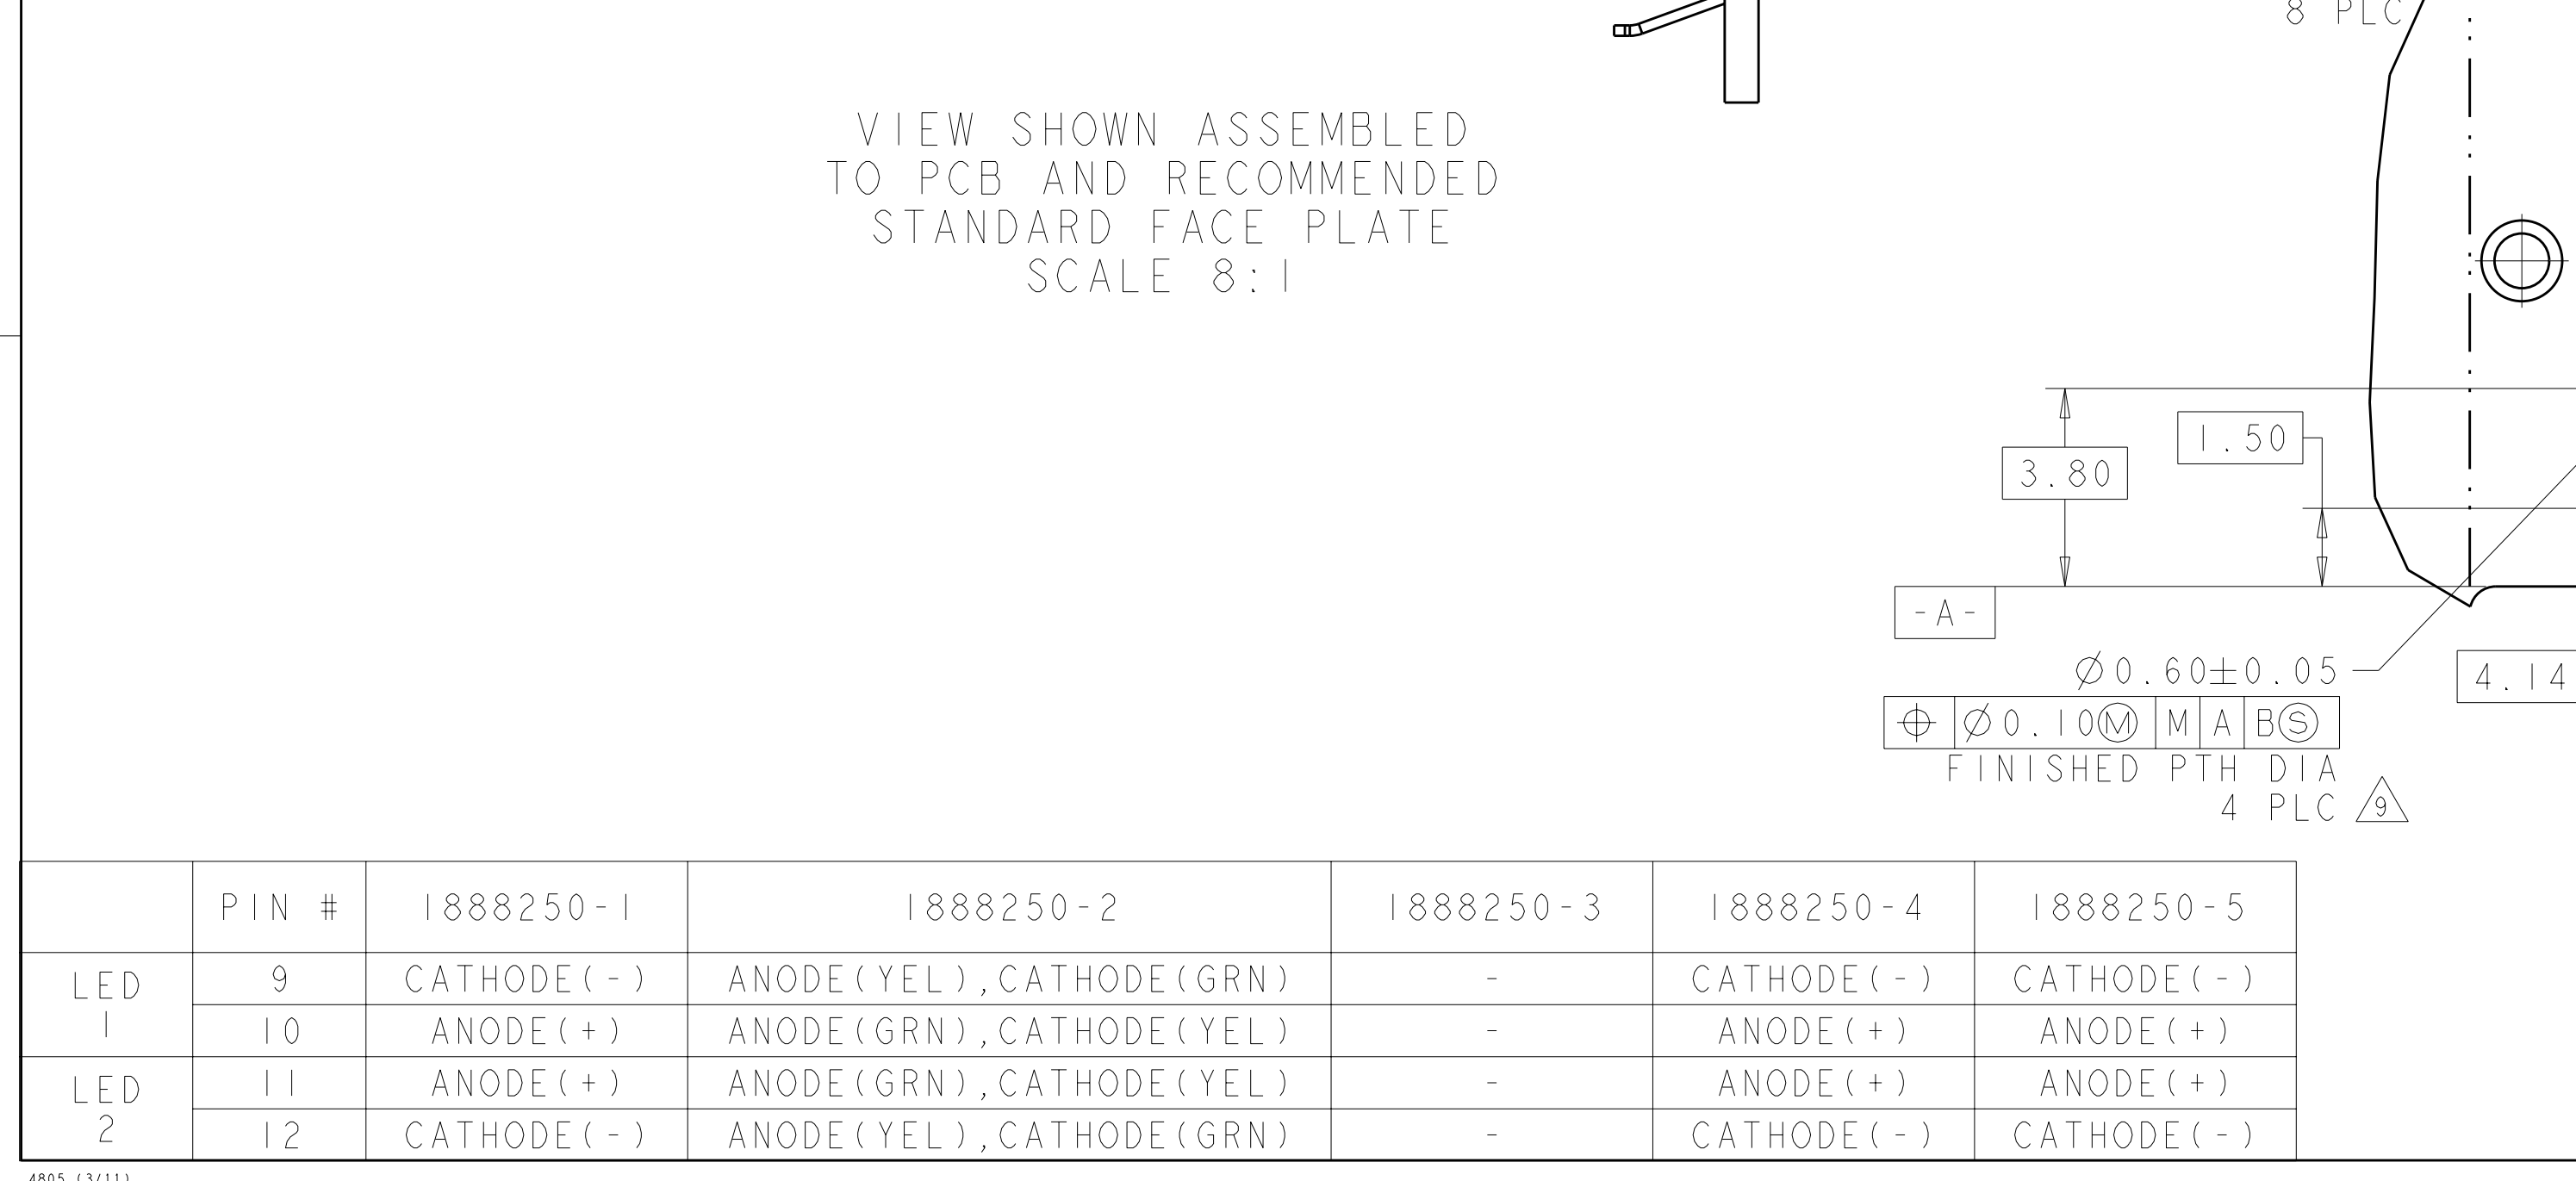 8 PLC
VIEW SHOWN ASSEMBLED
TO PCB AND RECOMMENDED
STANDARD FACE PLATE
SCALE 8:1
1.50
3.80
-A-
Ø0.60±0.05
4.14
⌖ Ø0.10Ⓜ M A BⓈ
FINISHED PTH DIA
4 PLC 9
PIN # 1888250-1 1888250-2 1888250-3 1888250-4 1888250-5
LED 1
9 CATHODE(-) ANODE(YEL),CATHODE(GRN) - CATHODE(-) CATHODE(-)
10 ANODE(+) ANODE(GRN),CATHODE(YEL) - ANODE(+) ANODE(+)
LED 2
11 ANODE(+) ANODE(GRN),CATHODE(YEL) - ANODE(+) ANODE(+)
12 CATHODE(-) ANODE(YEL),CATHODE(GRN) - CATHODE(-) CATHODE(-)
4805 (3/11)